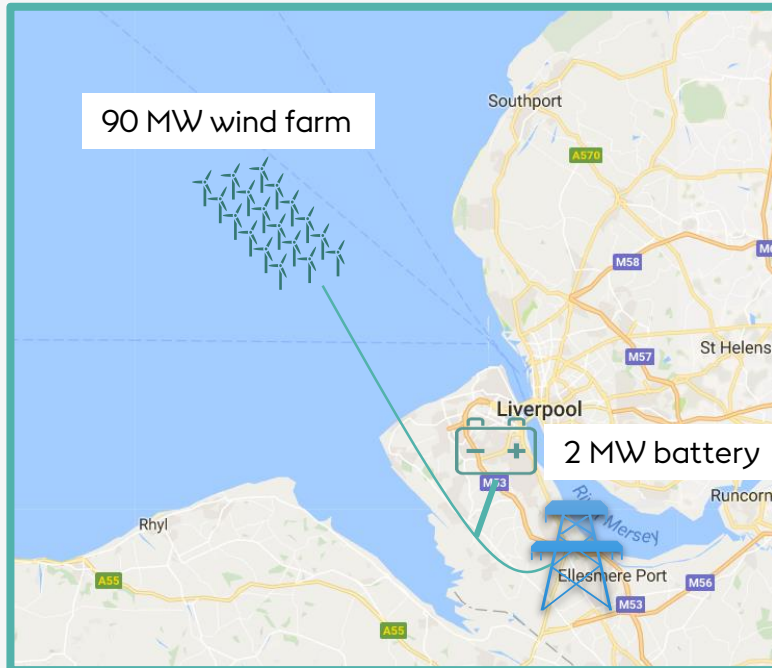 Southport
90 MW wind farm
A570
M58
M57
St Helens
Liverpool
2 MW battery
M53
Runcorn
River Mersey
Rhyl
Ellesmere Port
A55
M56
M53
A55